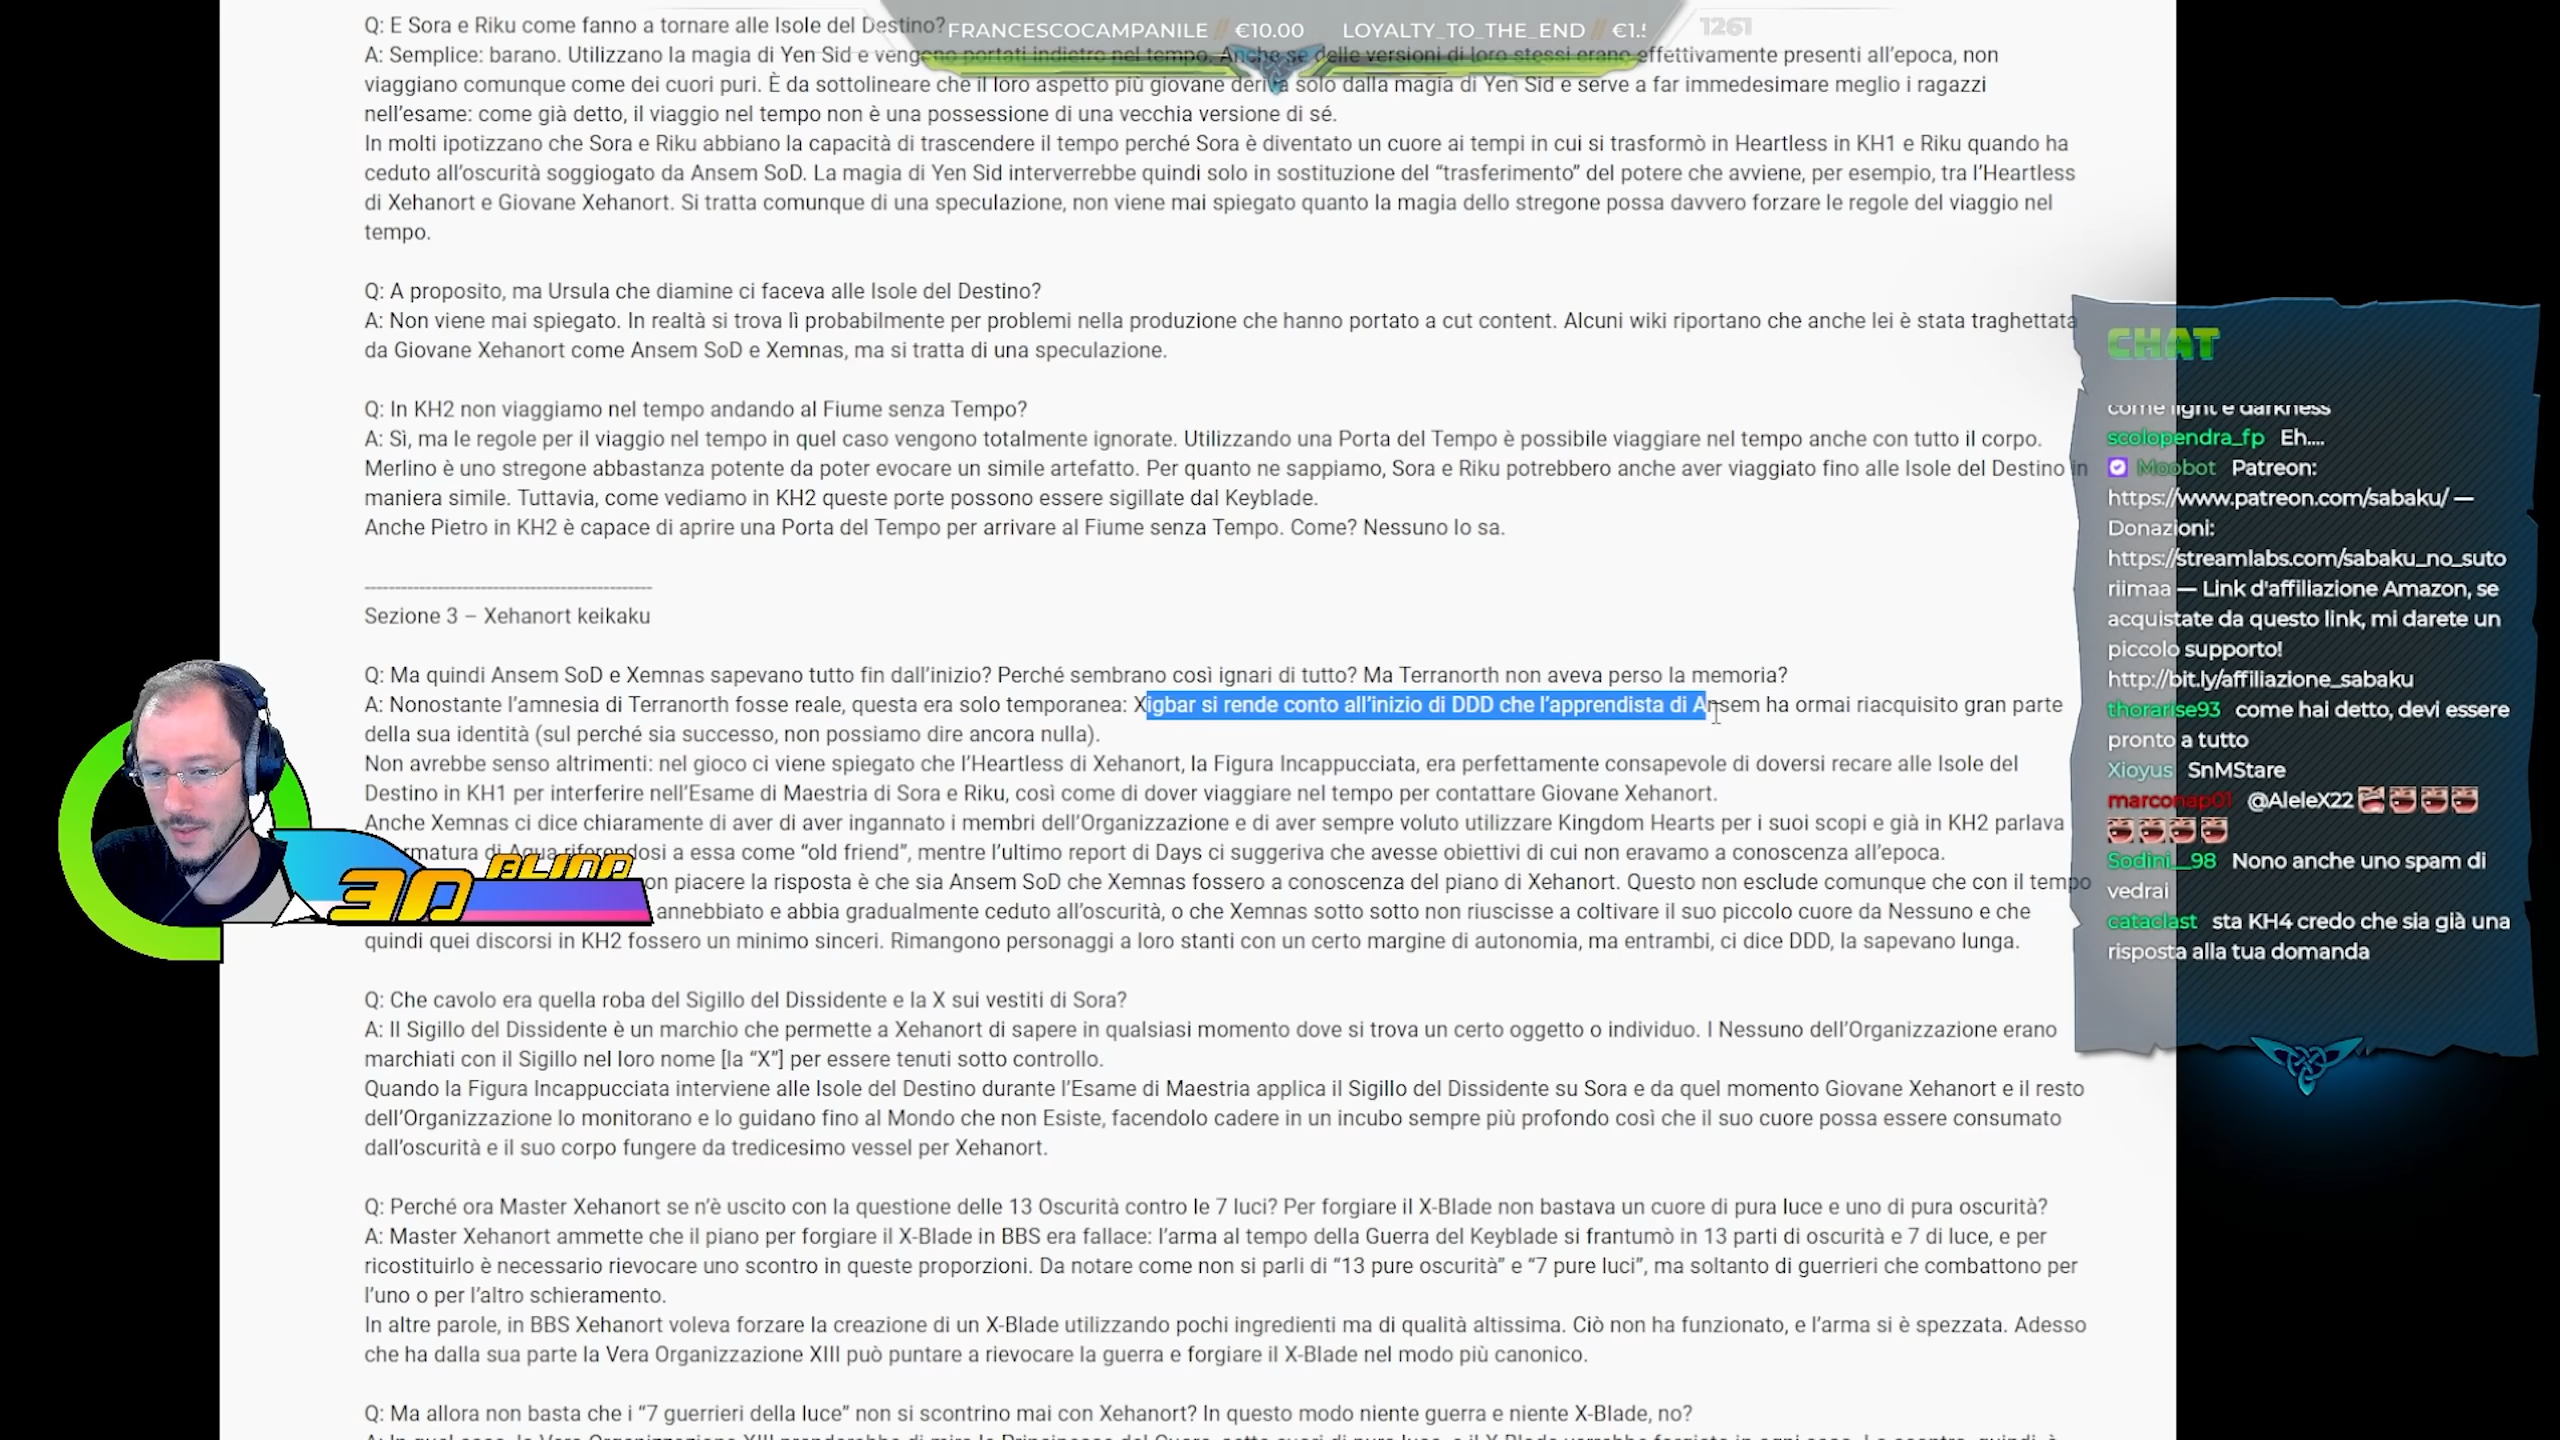 FRANCESCOCAMPANILE // €10.00 LOYALTY_TO_THE_END // €1.5
1261
Q: E Sora e Riku come fanno a tornare alle Isole del Destino?
A: Semplice: barano. Utilizzano la magia di Yen Sid e vengono portati indietro nel tempo. Anche se delle versioni di loro stessi erano effettivamente presenti all’epoca, non
viaggiano comunque come dei cuori puri. È da sottolineare che il loro aspetto più giovane deriva solo dalla magia di Yen Sid e serve a far immedesimare meglio i ragazzi
nell’esame: come già detto, il viaggio nel tempo non è una possessione di una vecchia versione di sé.
In molti ipotizzano che Sora e Riku abbiano la capacità di trascendere il tempo perché Sora è diventato un cuore ai tempi in cui si trasformò in Heartless in KH1 e Riku quando ha
ceduto all’oscurità soggiogato da Ansem SoD. La magia di Yen Sid interverrebbe quindi solo in sostituzione del “trasferimento” del potere che avviene, per esempio, tra l’Heartless
di Xehanort e Giovane Xehanort. Si tratta comunque di una speculazione, non viene mai spiegato quanto la magia dello stregone possa davvero forzare le regole del viaggio nel
tempo.
Q: A proposito, ma Ursula che diamine ci faceva alle Isole del Destino?
A: Non viene mai spiegato. In realtà si trova lì probabilmente per problemi nella produzione che hanno portato a cut content. Alcuni wiki riportano che anche lei è stata traghettata
da Giovane Xehanort come Ansem SoD e Xemnas, ma si tratta di una speculazione.
Q: In KH2 non viaggiamo nel tempo andando al Fiume senza Tempo?
A: Sì, ma le regole per il viaggio nel tempo in quel caso vengono totalmente ignorate. Utilizzando una Porta del Tempo è possibile viaggiare nel tempo anche con tutto il corpo.
Merlino è uno stregone abbastanza potente da poter evocare un simile artefatto. Per quanto ne sappiamo, Sora e Riku potrebbero anche aver viaggiato fino alle Isole del Destino in
maniera simile. Tuttavia, come vediamo in KH2 queste porte possono essere sigillate dal Keyblade.
Anche Pietro in KH2 è capace di aprire una Porta del Tempo per arrivare al Fiume senza Tempo. Come? Nessuno lo sa.
-----------------------------------------
Sezione 3 – Xehanort keikaku
Q: Ma quindi Ansem SoD e Xemnas sapevano tutto fin dall’inizio? Perché sembrano così ignari di tutto? Ma Terranorth non aveva perso la memoria?
A: Nonostante l’amnesia di Terranorth fosse reale, questa era solo temporanea: Xigbar si rende conto all’inizio di DDD che l’apprendista di Ansem ha ormai riacquisito gran parte
della sua identità (sul perché sia successo, non possiamo dire ancora nulla).
Non avrebbe senso altrimenti: nel gioco ci viene spiegato che l’Heartless di Xehanort, la Figura Incappucciata, era perfettamente consapevole di doversi recare alle Isole del
Destino in KH1 per interferire nell’Esame di Maestria di Sora e Riku, così come di dover viaggiare nel tempo per contattare Giovane Xehanort.
Anche Xemnas ci dice chiaramente di aver di aver ingannato i membri dell’Organizzazione e di aver sempre voluto utilizzare Kingdom Hearts per i suoi scopi e già in KH2 parlava
rmatura di Aqua riferendosi a essa come “old friend”, mentre l’ultimo report di Days ci suggeriva che avesse obiettivi di cui non eravamo a conoscenza all’epoca.
on piacere la risposta è che sia Ansem SoD che Xemnas fossero a conoscenza del piano di Xehanort. Questo non esclude comunque che con il tempo
annebbiato e abbia gradualmente ceduto all’oscurità, o che Xemnas sotto sotto non riuscisse a coltivare il suo piccolo cuore da Nessuno e che
quindi quei discorsi in KH2 fossero un minimo sinceri. Rimangono personaggi a loro stanti con un certo margine di autonomia, ma entrambi, ci dice DDD, la sapevano lunga.
Q: Che cavolo era quella roba del Sigillo del Dissidente e la X sui vestiti di Sora?
A: Il Sigillo del Dissidente è un marchio che permette a Xehanort di sapere in qualsiasi momento dove si trova un certo oggetto o individuo. I Nessuno dell’Organizzazione erano
marchiati con il Sigillo nel loro nome [la “X”] per essere tenuti sotto controllo.
Quando la Figura Incappucciata interviene alle Isole del Destino durante l’Esame di Maestria applica il Sigillo del Dissidente su Sora e da quel momento Giovane Xehanort e il resto
dell’Organizzazione lo monitorano e lo guidano fino al Mondo che non Esiste, facendolo cadere in un incubo sempre più profondo così che il suo cuore possa essere consumato
dall’oscurità e il suo corpo fungere da tredicesimo vessel per Xehanort.
Q: Perché ora Master Xehanort se n’è uscito con la questione delle 13 Oscurità contro le 7 luci? Per forgiare il X-Blade non bastava un cuore di pura luce e uno di pura oscurità?
A: Master Xehanort ammette che il piano per forgiare il X-Blade in BBS era fallace: l’arma al tempo della Guerra del Keyblade si frantumò in 13 parti di oscurità e 7 di luce, e per
ricostituirlo è necessario rievocare uno scontro in queste proporzioni. Da notare come non si parli di “13 pure oscurità” e “7 pure luci”, ma soltanto di guerrieri che combattono per
l’uno o per l’altro schieramento.
In altre parole, in BBS Xehanort voleva forzare la creazione di un X-Blade utilizzando pochi ingredienti ma di qualità altissima. Ciò non ha funzionato, e l’arma si è spezzata. Adesso
che ha dalla sua parte la Vera Organizzazione XIII può puntare a rievocare la guerra e forgiare il X-Blade nel modo più canonico.
Q: Ma allora non basta che i “7 guerrieri della luce” non si scontrino mai con Xehanort? In questo modo niente guerra e niente X-Blade, no?
BLIND
3D
CHAT
come light e darkness
scolopendra_fp Eh....
Moobot Patreon:
https://www.patreon.com/sabaku/ —
Donazioni:
https://streamlabs.com/sabaku_no_suto
riimaa — Link d'affiliazione Amazon, se
acquistate da questo link, mi darete un
piccolo supporto!
http://bit.ly/affiliazione_sabaku
thorarise93 come hai detto, devi essere
pronto a tutto
Xioyus SnMStare
marconap01 @AleleX22
Sodini__98 Nono anche uno spam di
vedrai
cataclast sta KH4 credo che sia già una
risposta alla tua domanda